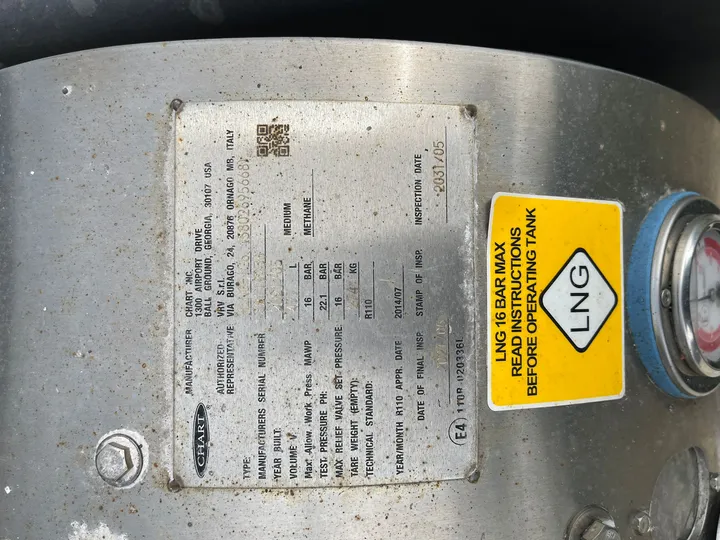 CHART
MANUFACTURER CHART INC.
1300 AIRPORT DRIVE
BALL GROUND, GEORGIA, 30107 USA
AUTHORIZED VRV S.r.l.
REPRESENTATIVE VIA BURAGO, 24, 20876 ORNAGO MB, ITALY
TYPE:
MANUFACTURERS SERIAL NUMBER
YEAR BUILT:
VOLUME V: L MEDIUM
Max. Allow. Work. Press. MAWP 16 BAR METHANE
TEST PRESSURE PH: 22.1 BAR
MAX RELIEF VALVE SET PRESSURE: 16 BAR
TARE WEIGHT (EMPTY): KG
TECHNICAL STANDARD: R110
YEAR/MONTH R110 APPR. DATE 2014/07
DATE OF FINAL INSP. STAMP OF INSP. INSPECTION DATE
2031/05
(E4) 110R-020336L
LNG 16 BAR MAX
READ INSTRUCTIONS
BEFORE OPERATING TANK
LNG